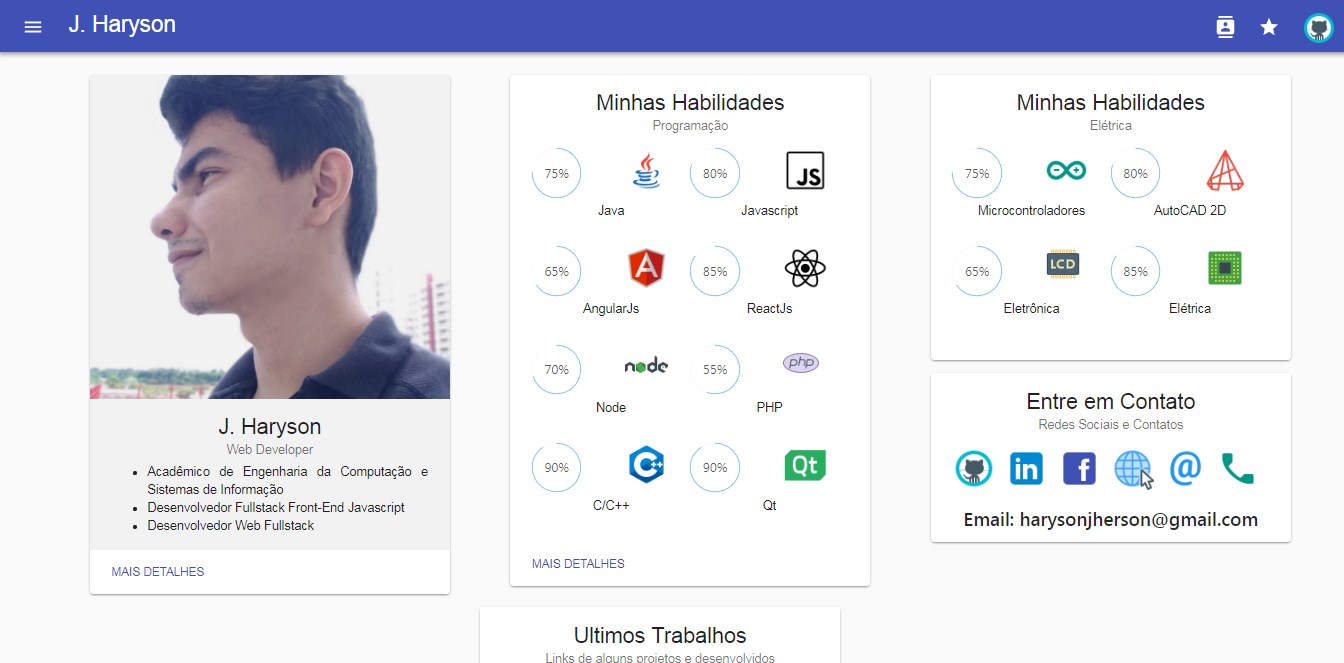 J. Haryson
J. Haryson
Web Developer
Acadêmico de Engenharia da Computação e
Sistemas de Informação
Desenvolvedor Fullstack Front-End Javascript
Desenvolvedor Web Fullstack
MAIS DETALHES
Minhas Habilidades
Programação
75% Java
JS
80% Javascript
A
65% AngularJs
85% ReactJs
node
70% Node
php
55% PHP
C++
90% C/C++
Qt
90% Qt
MAIS DETALHES
Minhas Habilidades
Elétrica
75% Microcontroladores
80% AutoCAD 2D
LCD
65% Eletrônica
85% Elétrica
Entre em Contato
Redes Sociais e Contatos
in f @
Email: harysonjherson@gmail.com
Ultimos Trabalhos
Links de alguns projetos e desenvolvidos